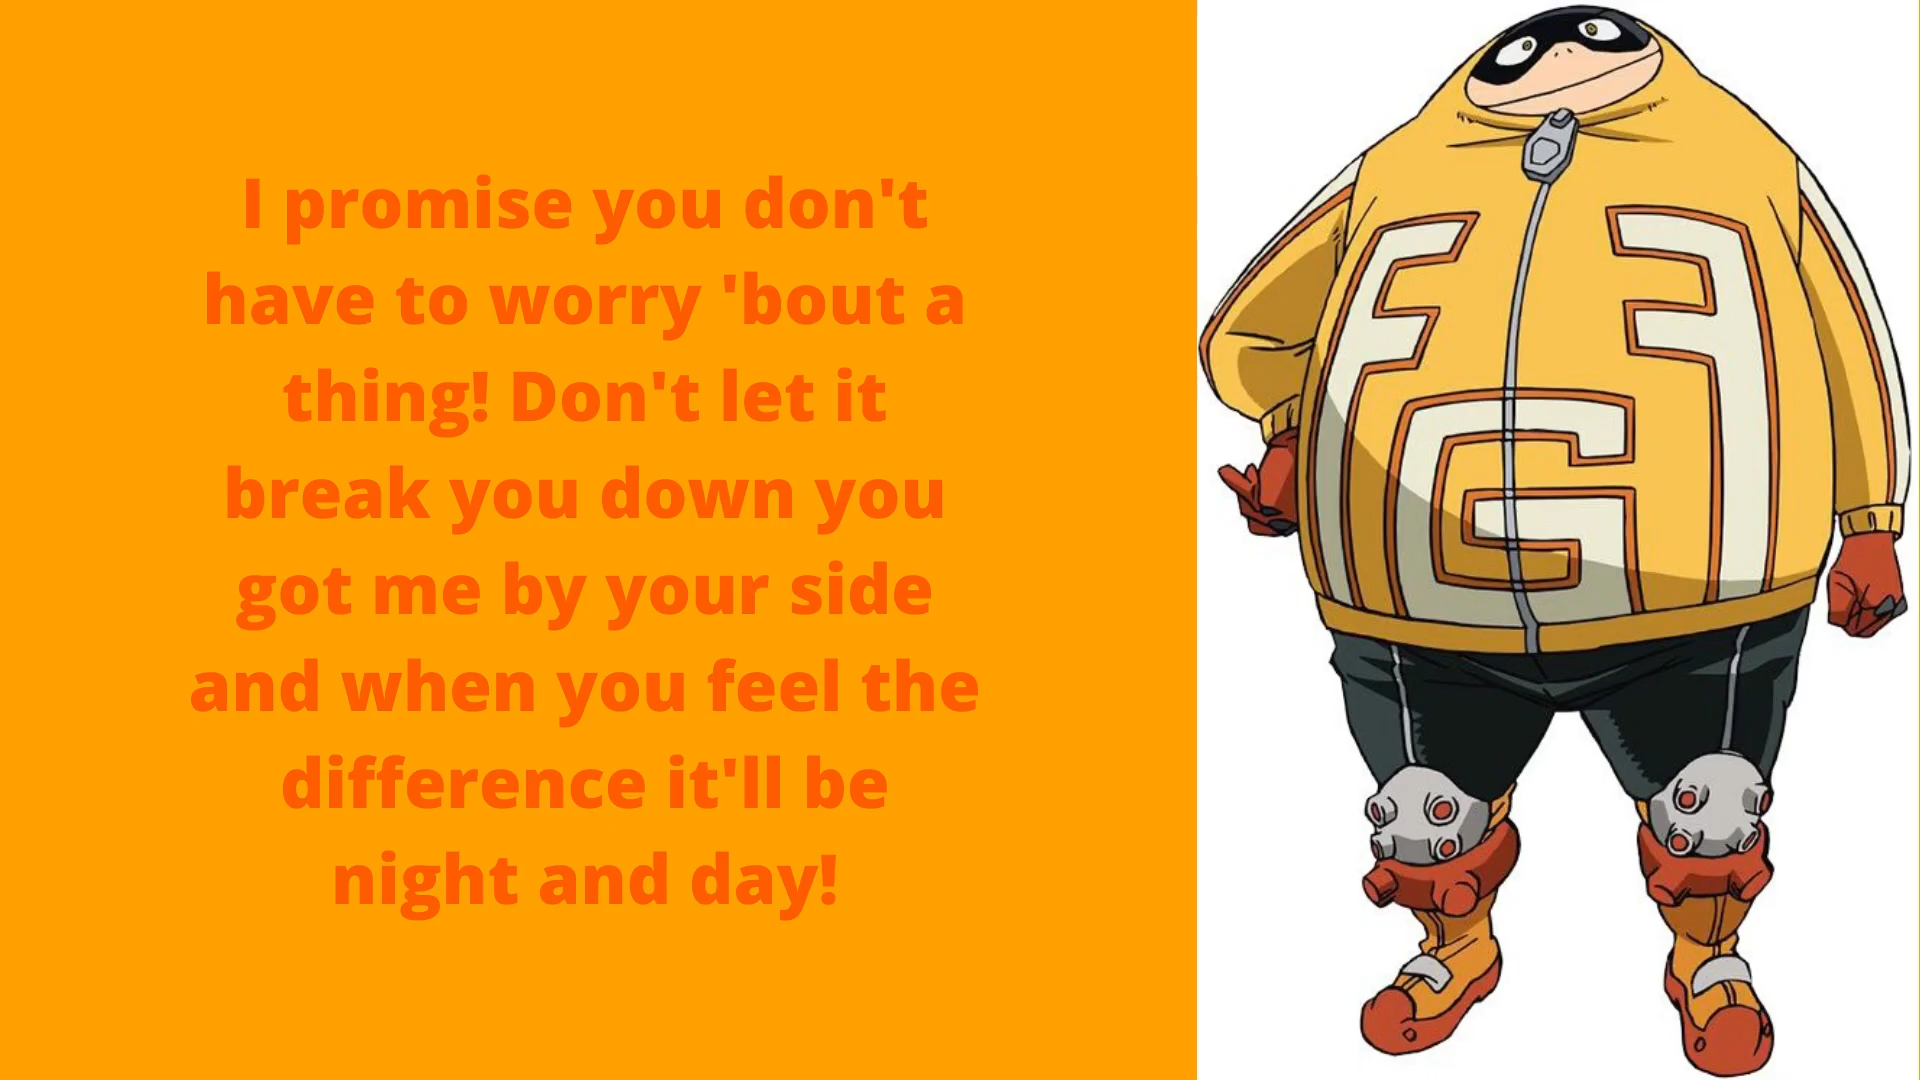 I promise you don't
have to worry 'bout a
thing! Don't let it
break you down you
got me by your side
and when you feel the
difference it'll be
night and day!
F F
G